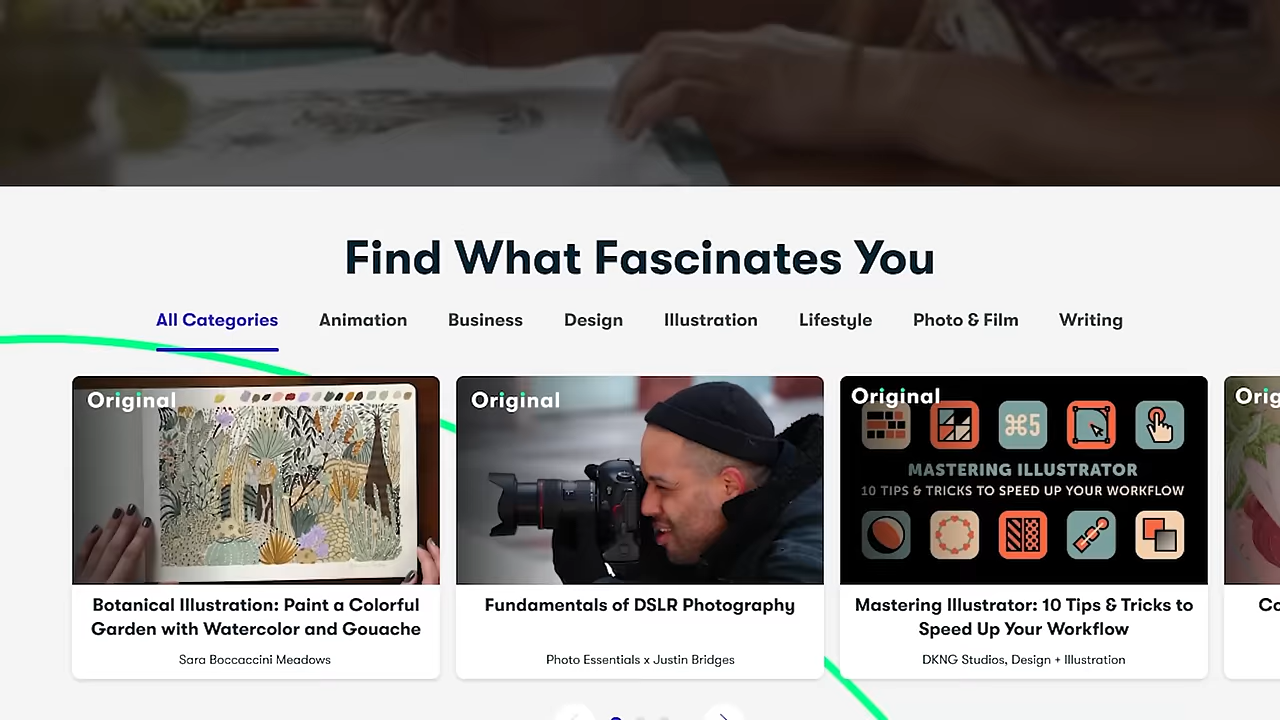 Find What Fascinates You
All Categories Animation Business Design Illustration Lifestyle Photo & Film Writing
Original
Botanical Illustration: Paint a Colorful
Garden with Watercolor and Gouache
Sara Boccaccini Meadows
Original
Fundamentals of DSLR Photography
Photo Essentials x Justin Bridges
Original
⌘5
MASTERING ILLUSTRATOR
10 TIPS & TRICKS TO SPEED UP YOUR WORKFLOW
Mastering Illustrator: 10 Tips & Tricks to
Speed Up Your Workflow
DKNG Studios, Design + Illustration
Orig
Co